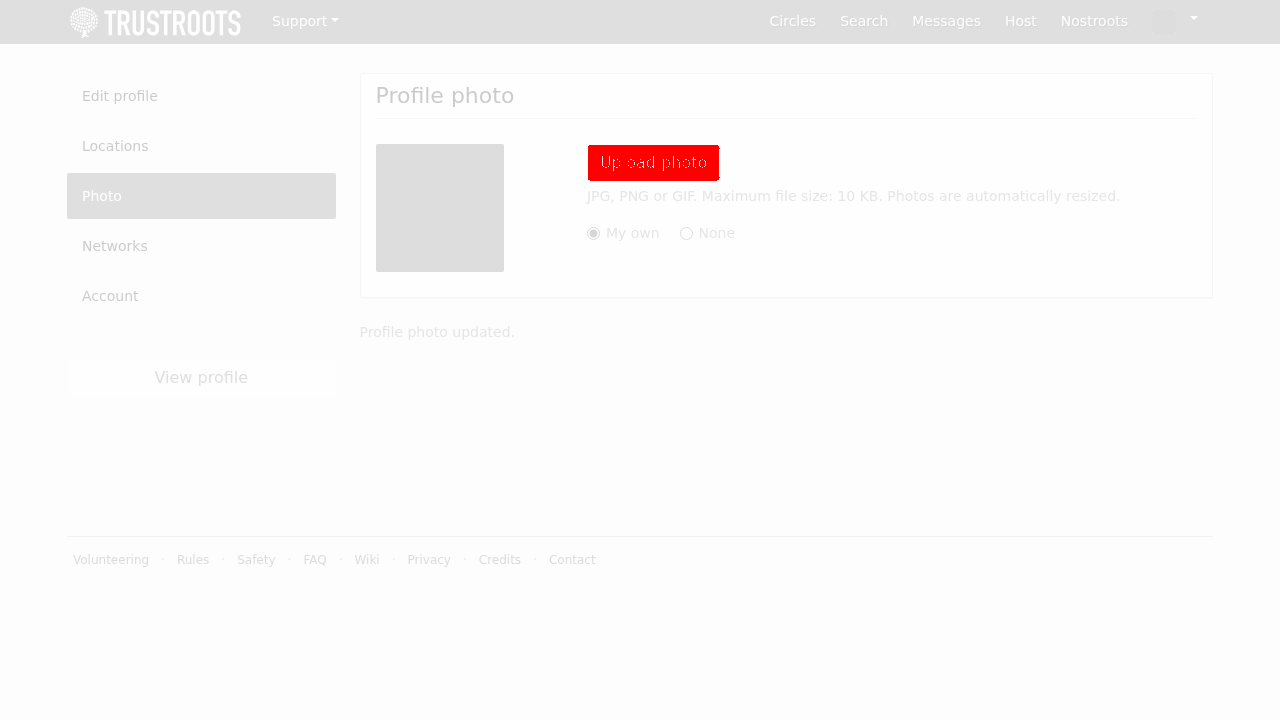 TRUSTROOTS Support Circles Search Messages Host Nostroots
Edit profile
Locations
Photo
Networks
Account
View profile
Profile photo
Upload photo
JPG, PNG or GIF. Maximum file size: 10 KB. Photos are automatically resized.
My own None
Profile photo updated.
Volunteering · Rules · Safety · FAQ · Wiki · Privacy · Credits · Contact